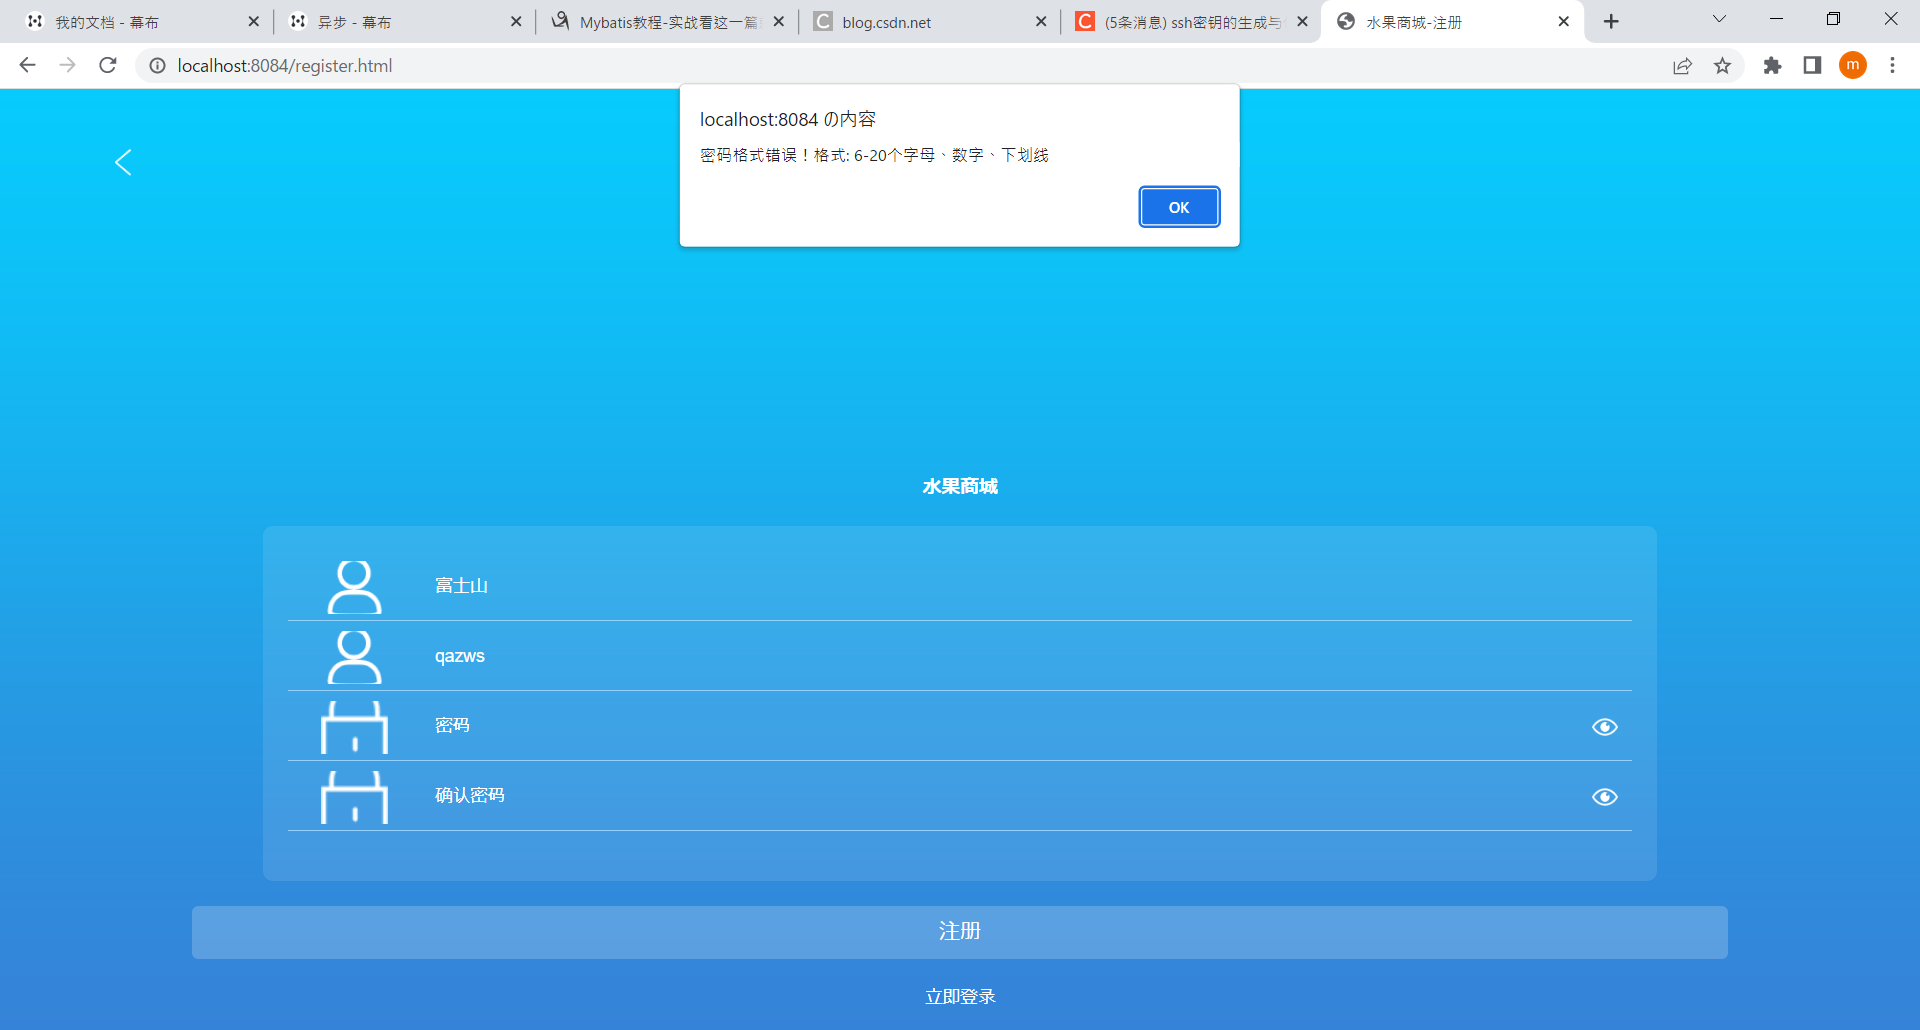 我的文档 - 幕布
异步 - 幕布
Mybatis教程-实战看这一篇
blog.csdn.net
(5条消息) ssh密钥的生成与
水果商城-注册
localhost:8084/register.html
m
localhost:8084 の内容
密码格式错误！格式: 6-20个字母、数字、下划线
OK
水果商城
富士山
qazws
密码
确认密码
注册
立即登录